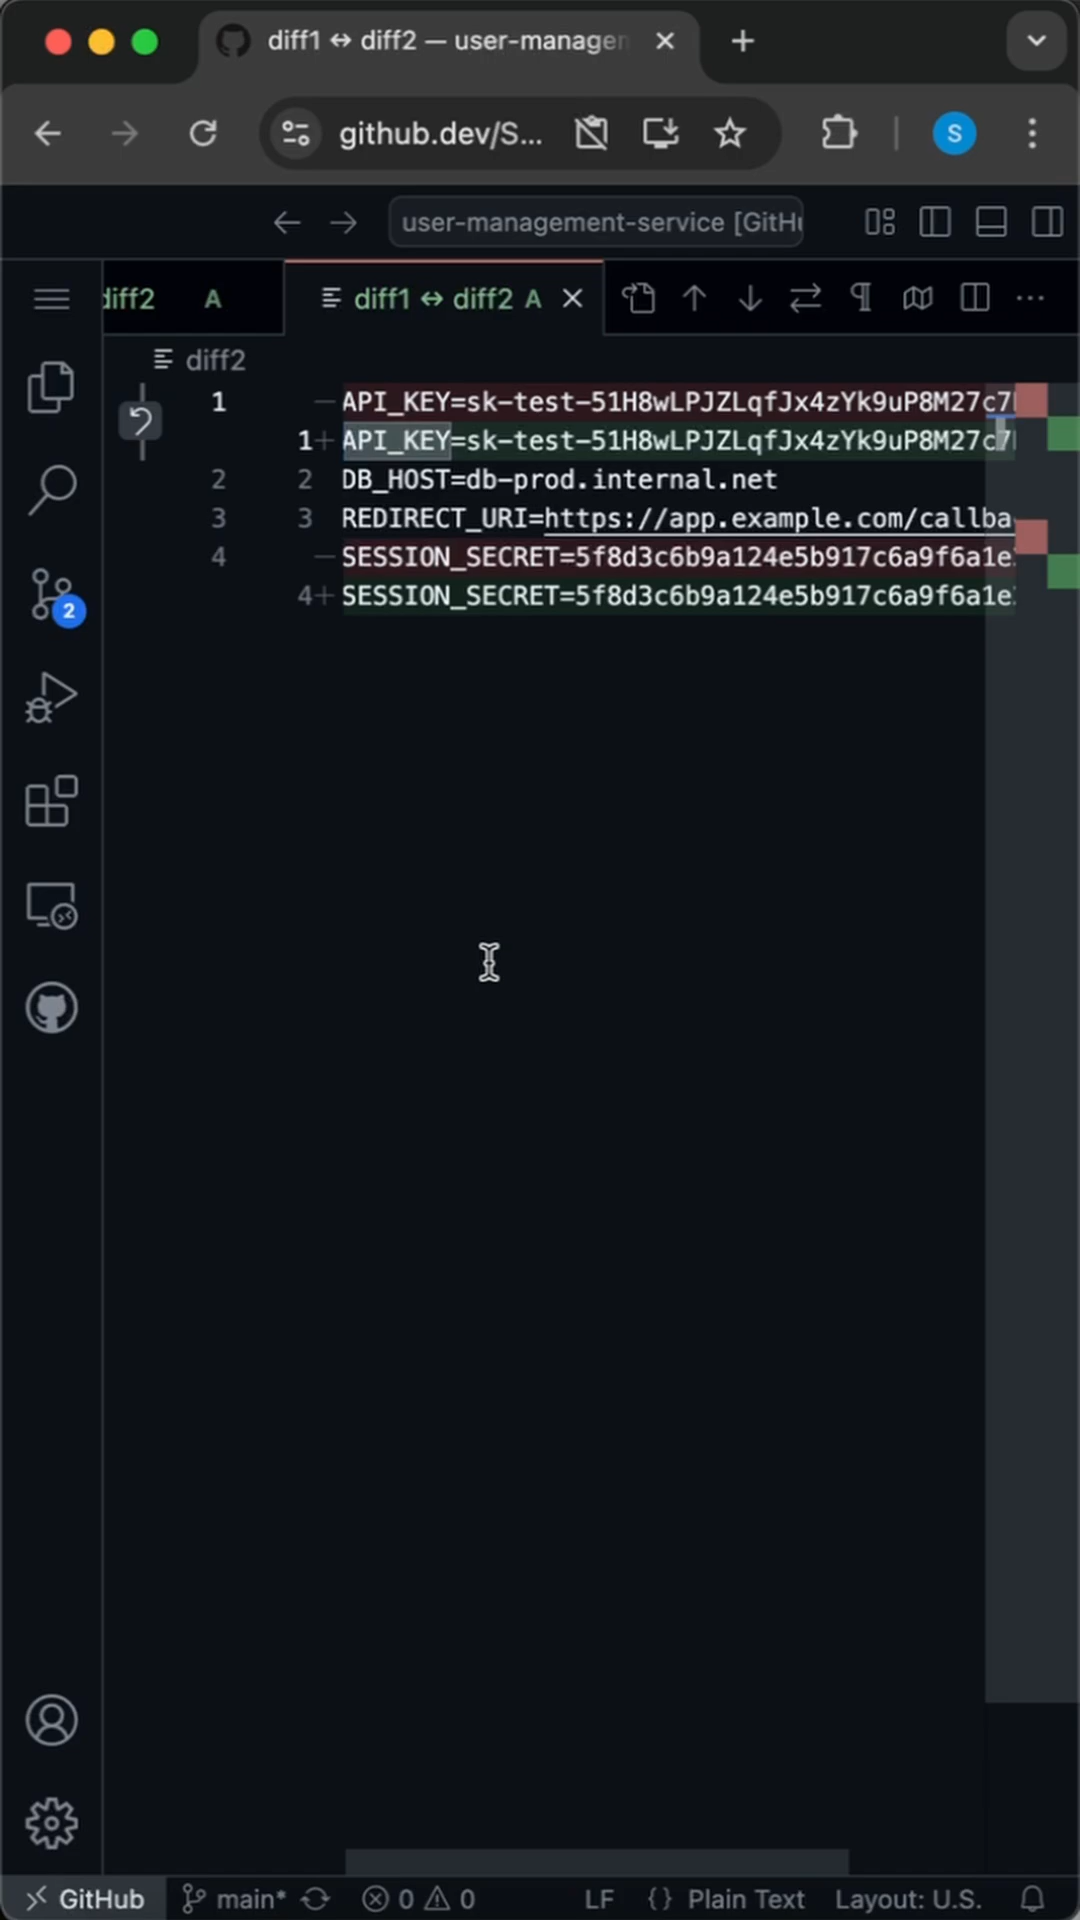 diff1 ↔ diff2 — user-manager
github.dev/S...
S
user-management-service [GitHu
diff2 A
diff1 ↔ diff2 A
diff2
1 — API_KEY=sk-test-51H8wLPJZLqfJx4zYk9uP8M27c7
1+ API_KEY=sk-test-51H8wLPJZLqfJx4zYk9uP8M27c7
2 2 DB_HOST=db-prod.internal.net
3 3 REDIRECT_URI=https://app.example.com/callba
4 — SESSION_SECRET=5f8d3c6b9a124e5b917c6a9f6a1e
4+ SESSION_SECRET=5f8d3c6b9a124e5b917c6a9f6a1e
2
GitHub main* 0 0 LF {} Plain Text Layout: U.S.